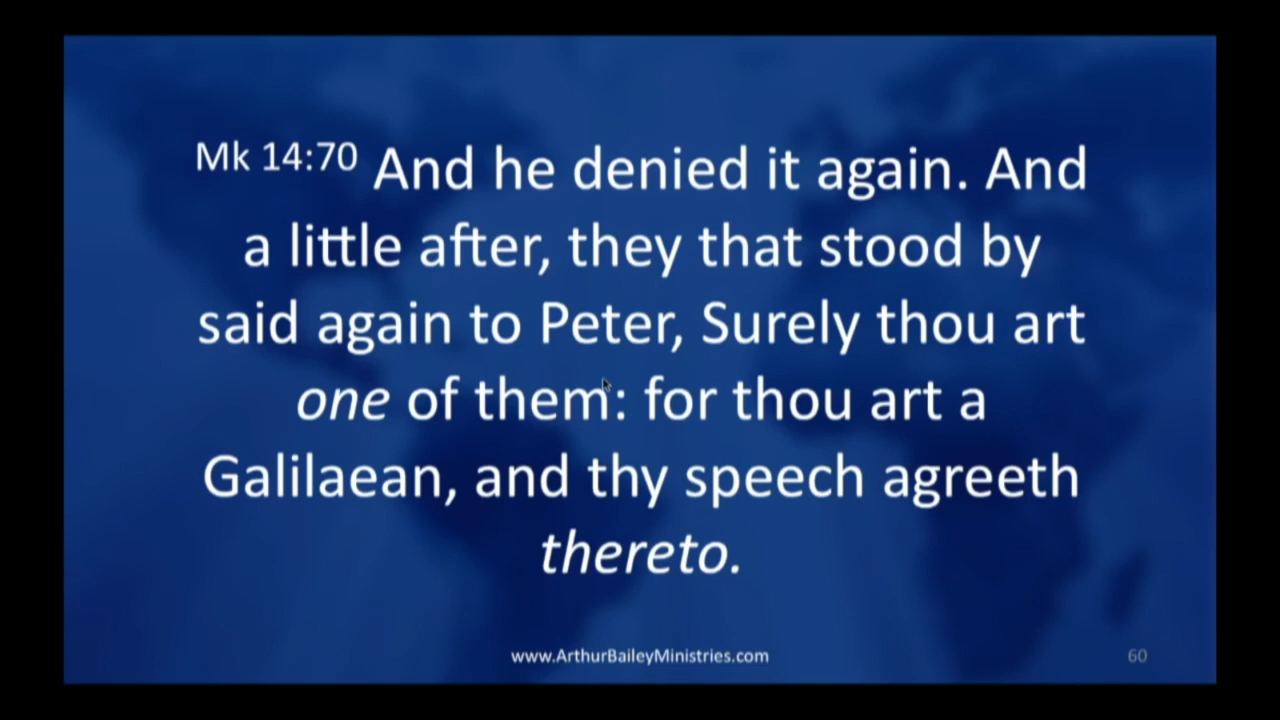 Mk 14:70 And he denied it again. And
a little after, they that stood by
said again to Peter, Surely thou art
one of them: for thou art a
Galilaean, and thy speech agreeth
thereto.
www.ArthurBaileyMinistries.com
60